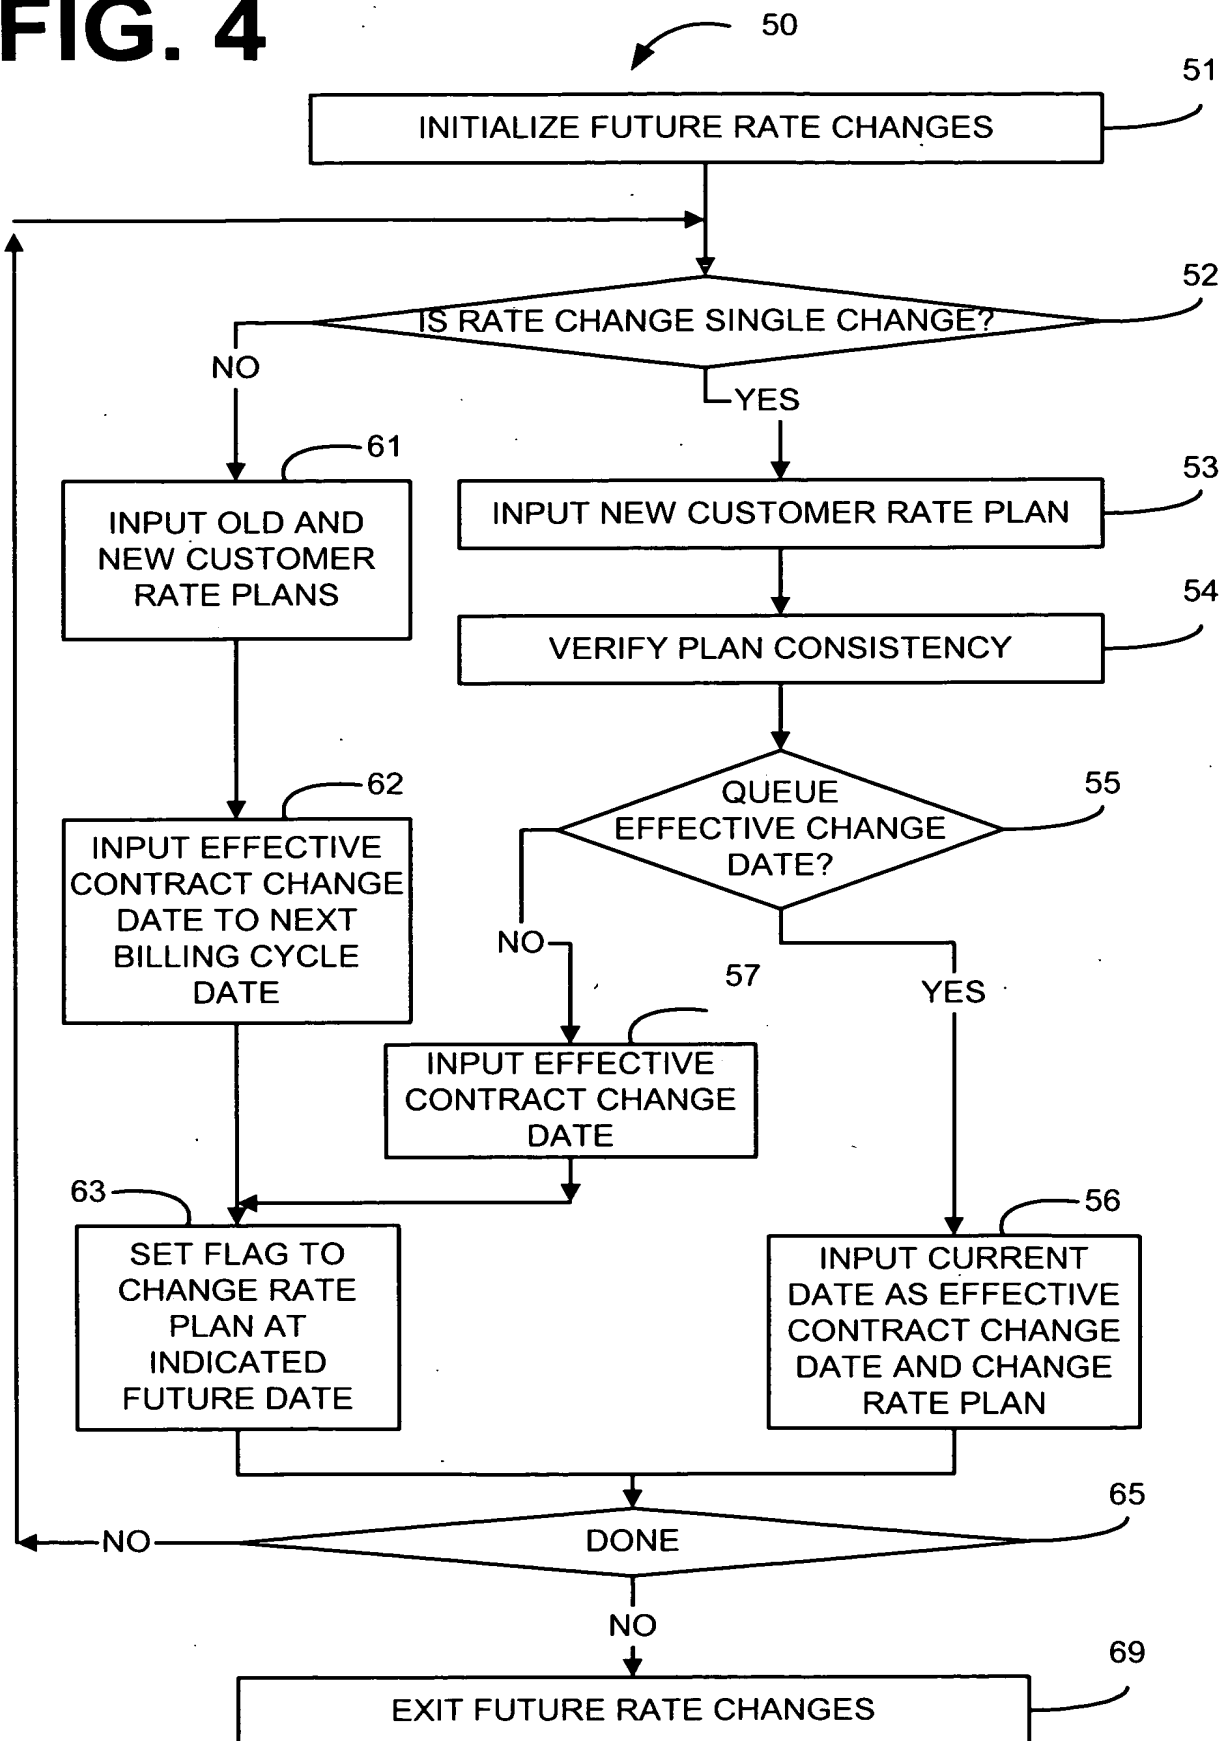 FIG. 4
50
51
INITIALIZE FUTURE RATE CHANGES
52
IS RATE CHANGE SINGLE CHANGE?
NO
YES
61
INPUT OLD AND
NEW CUSTOMER
RATE PLANS
53
INPUT NEW CUSTOMER RATE PLAN
54
VERIFY PLAN CONSISTENCY
55
QUEUE
EFFECTIVE CHANGE
DATE?
62
INPUT EFFECTIVE
CONTRACT CHANGE
DATE TO NEXT
BILLING CYCLE
DATE
NO
YES
57
INPUT EFFECTIVE
CONTRACT CHANGE
DATE
63
SET FLAG TO
CHANGE RATE
PLAN AT
INDICATED
FUTURE DATE
56
INPUT CURRENT
DATE AS EFFECTIVE
CONTRACT CHANGE
DATE AND CHANGE
RATE PLAN
65
DONE
NO
NO
69
EXIT FUTURE RATE CHANGES